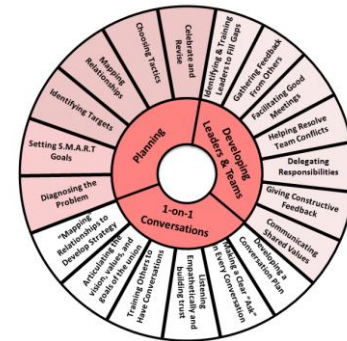 Planning
Developing
Leaders & Teams
1-on-1
Conversations
Diagnosing the
Problem
Setting S.M.A.R.T
Goals
Identifying Targets
Mapping
Relationships
Choosing Tactics
Celebrate and
Revise
Identifying & Training
Leaders to Fill Gaps
Gathering Feedback
From Others
Facilitating Good
Meetings
Helping Resolve
Team Conflicts
Delegating
Responsibilities
Giving Constructive
Feedback
Communicating
Shared Values
Developing a
Conversation Plan
Making a Clear "Ask"
in Every Conversation
Listening
Empathetically and
building trust
Training Others to
Have Conversations
Articulating the
vision, values, and
goals of the union
"Mapping
Relationships to
Develop Strategy